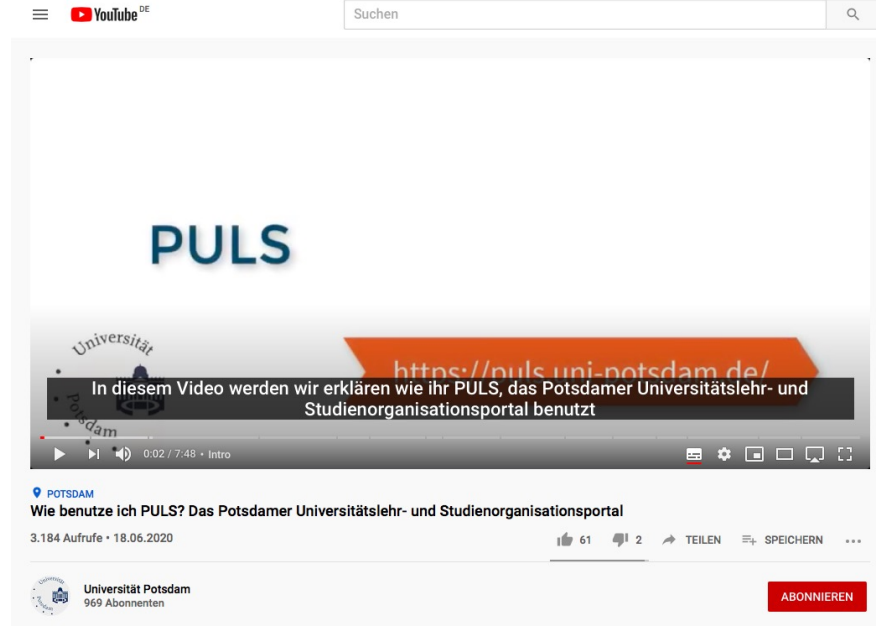 YouTube DE
Suchen
PULS
Universität
Potsdam
https://puls.uni-potsdam.de/
In diesem Video werden wir erklären wie ihr PULS, das Potsdamer Universitätslehr- und
Studienorganisationsportal benutzt
0:02 / 7:48 • Intro
POTSDAM
Wie benutze ich PULS? Das Potsdamer Universitätslehr- und Studienorganisationsportal
3.184 Aufrufe • 18.06.2020
61
2
TEILEN
SPEICHERN
Universität Potsdam
969 Abonnenten
ABONNIEREN